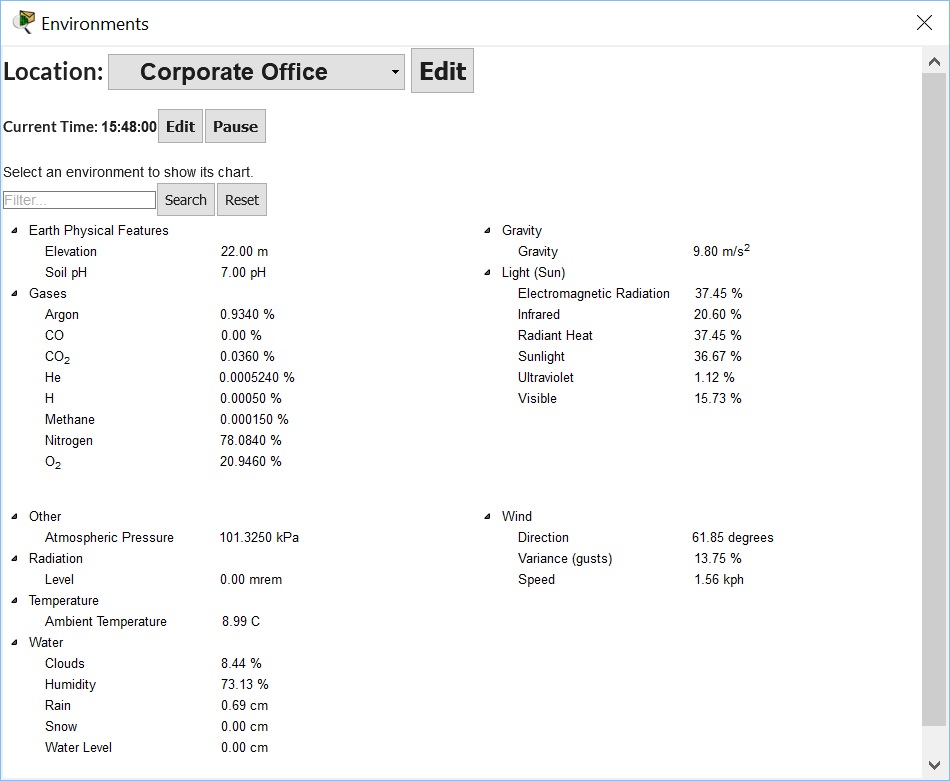 Environments
Location: Corporate Office Edit
Current Time: 15:48:00 Edit Pause
Select an environment to show its chart.
Filter... Search Reset
Earth Physical Features
Elevation 22.00 m
Soil pH 7.00 pH
Gases
Argon 0.9340 %
CO 0.00 %
CO2 0.0360 %
He 0.0005240 %
H 0.00050 %
Methane 0.000150 %
Nitrogen 78.0840 %
O2 20.9460 %
Gravity
Gravity 9.80 m/s2
Light (Sun)
Electromagnetic Radiation 37.45 %
Infrared 20.60 %
Radiant Heat 37.45 %
Sunlight 36.67 %
Ultraviolet 1.12 %
Visible 15.73 %
Other
Atmospheric Pressure 101.3250 kPa
Radiation
Level 0.00 mrem
Temperature
Ambient Temperature 8.99 C
Water
Clouds 8.44 %
Humidity 73.13 %
Rain 0.69 cm
Snow 0.00 cm
Water Level 0.00 cm
Wind
Direction 61.85 degrees
Variance (gusts) 13.75 %
Speed 1.56 kph